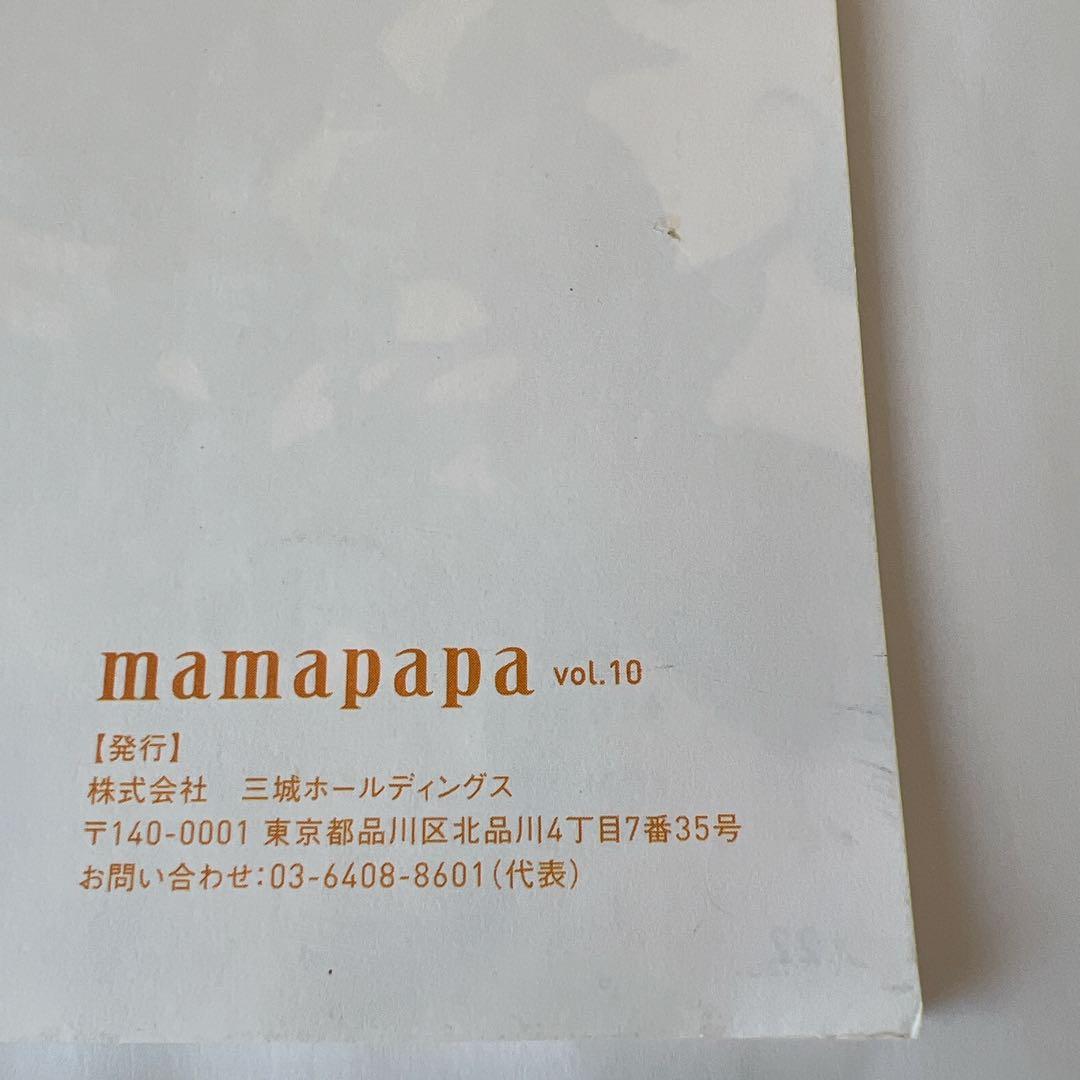 mamapapa vol.10
【発行】
株式会社　三城ホールディングス
〒140-0001 東京都品川区北品川4丁目7番35号
お問い合わせ：03-6408-8601（代表）